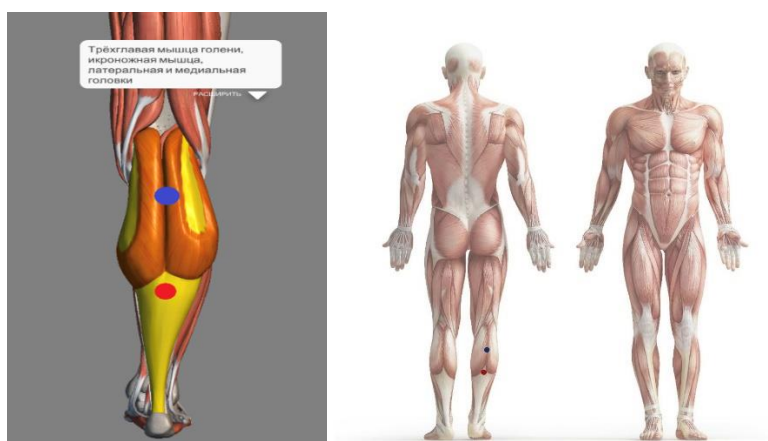 Трёхглавая мышца голени,
икроножная мышца,
латеральная и медиальная
головки
РАСШИРИТЬ